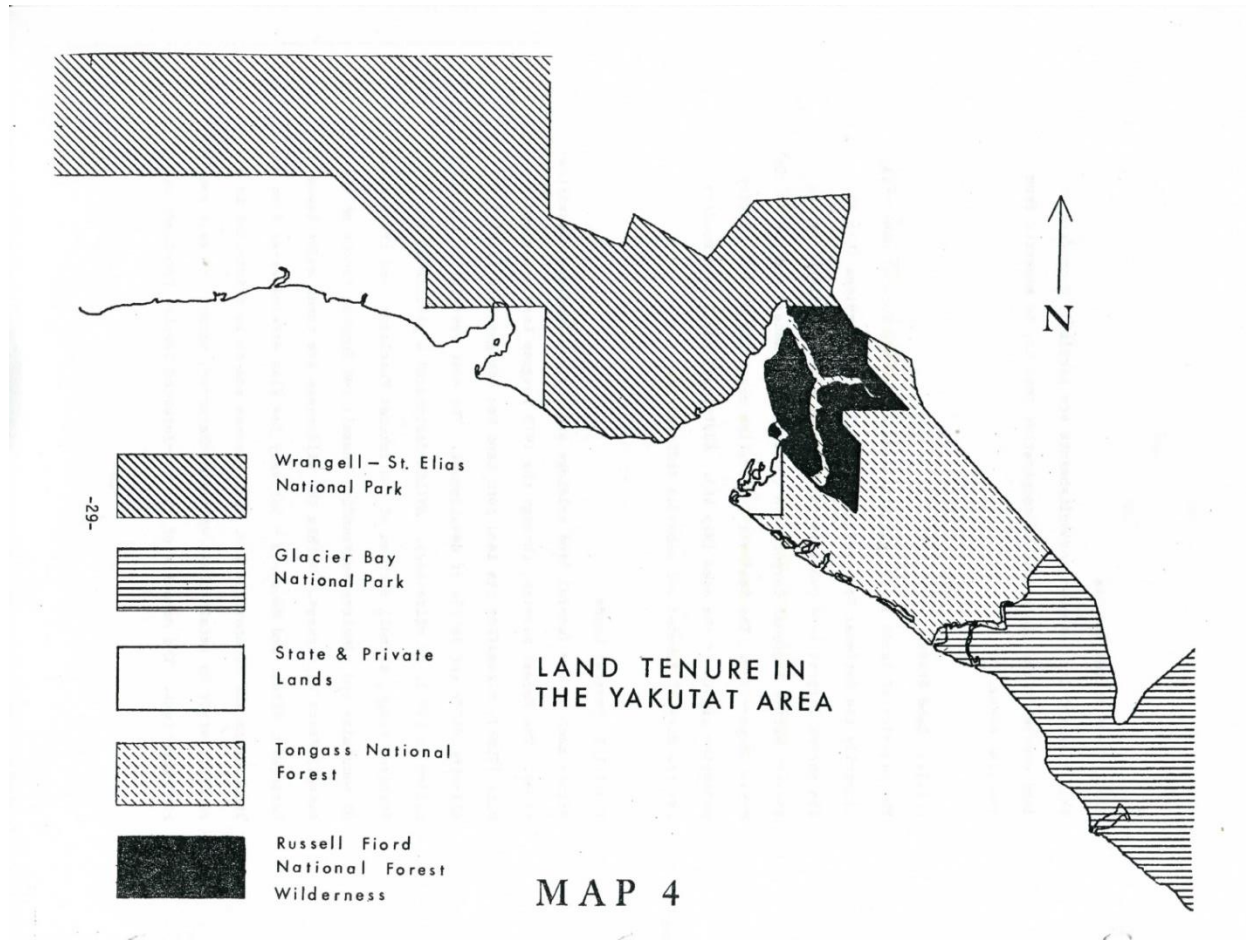 N
-29-
Wrangell – St. Elias
National Park
Glacier Bay
National Park
State & Private
Lands
Tongass National
Forest
Russell Fiord
National Forest
Wilderness
LAND TENURE IN
THE YAKUTAT AREA
MAP 4